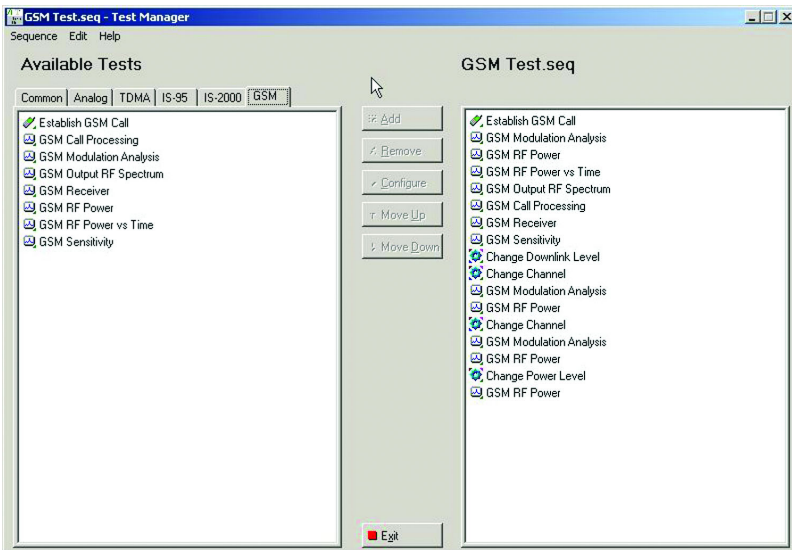 GSM Test.seq - Test Manager
Sequence Edit Help
Available Tests
GSM Test.seq
Common Analog TDMA IS-95 IS-2000 GSM
Establish GSM Call
GSM Call Processing
GSM Modulation Analysis
GSM Output RF Spectrum
GSM Receiver
GSM RF Power
GSM RF Power vs Time
GSM Sensitivity
Add
Remove
Configure
Move Up
Move Down
Exit
Establish GSM Call
GSM Modulation Analysis
GSM RF Power
GSM RF Power vs Time
GSM Output RF Spectrum
GSM Call Processing
GSM Receiver
GSM Sensitivity
Change Downlink Level
Change Channel
GSM Modulation Analysis
GSM RF Power
Change Channel
GSM Modulation Analysis
GSM RF Power
Change Power Level
GSM RF Power